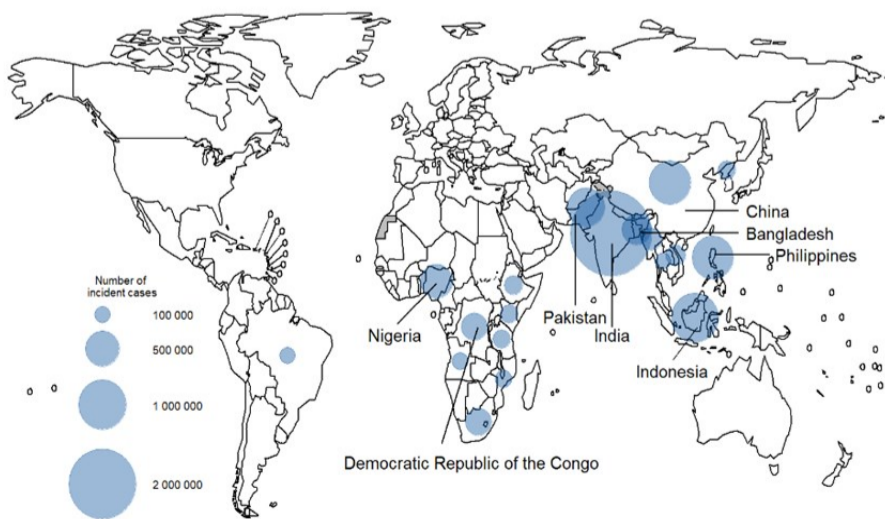 China
Bangladesh
Philippines
Number of
incident cases
100 000
Nigeria
Pakistan
India
500 000
Indonesia
1 000 000
Democratic Republic of the Congo
2 000 000